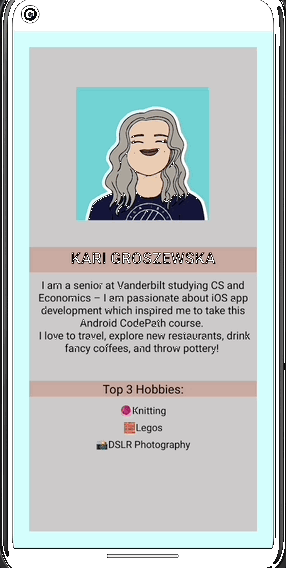 KARI GROSZEWSKA
I am a senior at Vanderbilt studying CS and
Economics – I am passionate about iOS app
development which inspired me to take this
Android CodePath course.
I love to travel, explore new restaurants, drink
fancy coffees, and throw pottery!
Top 3 Hobbies:
🧶Knitting
🧱Legos
📸DSLR Photography